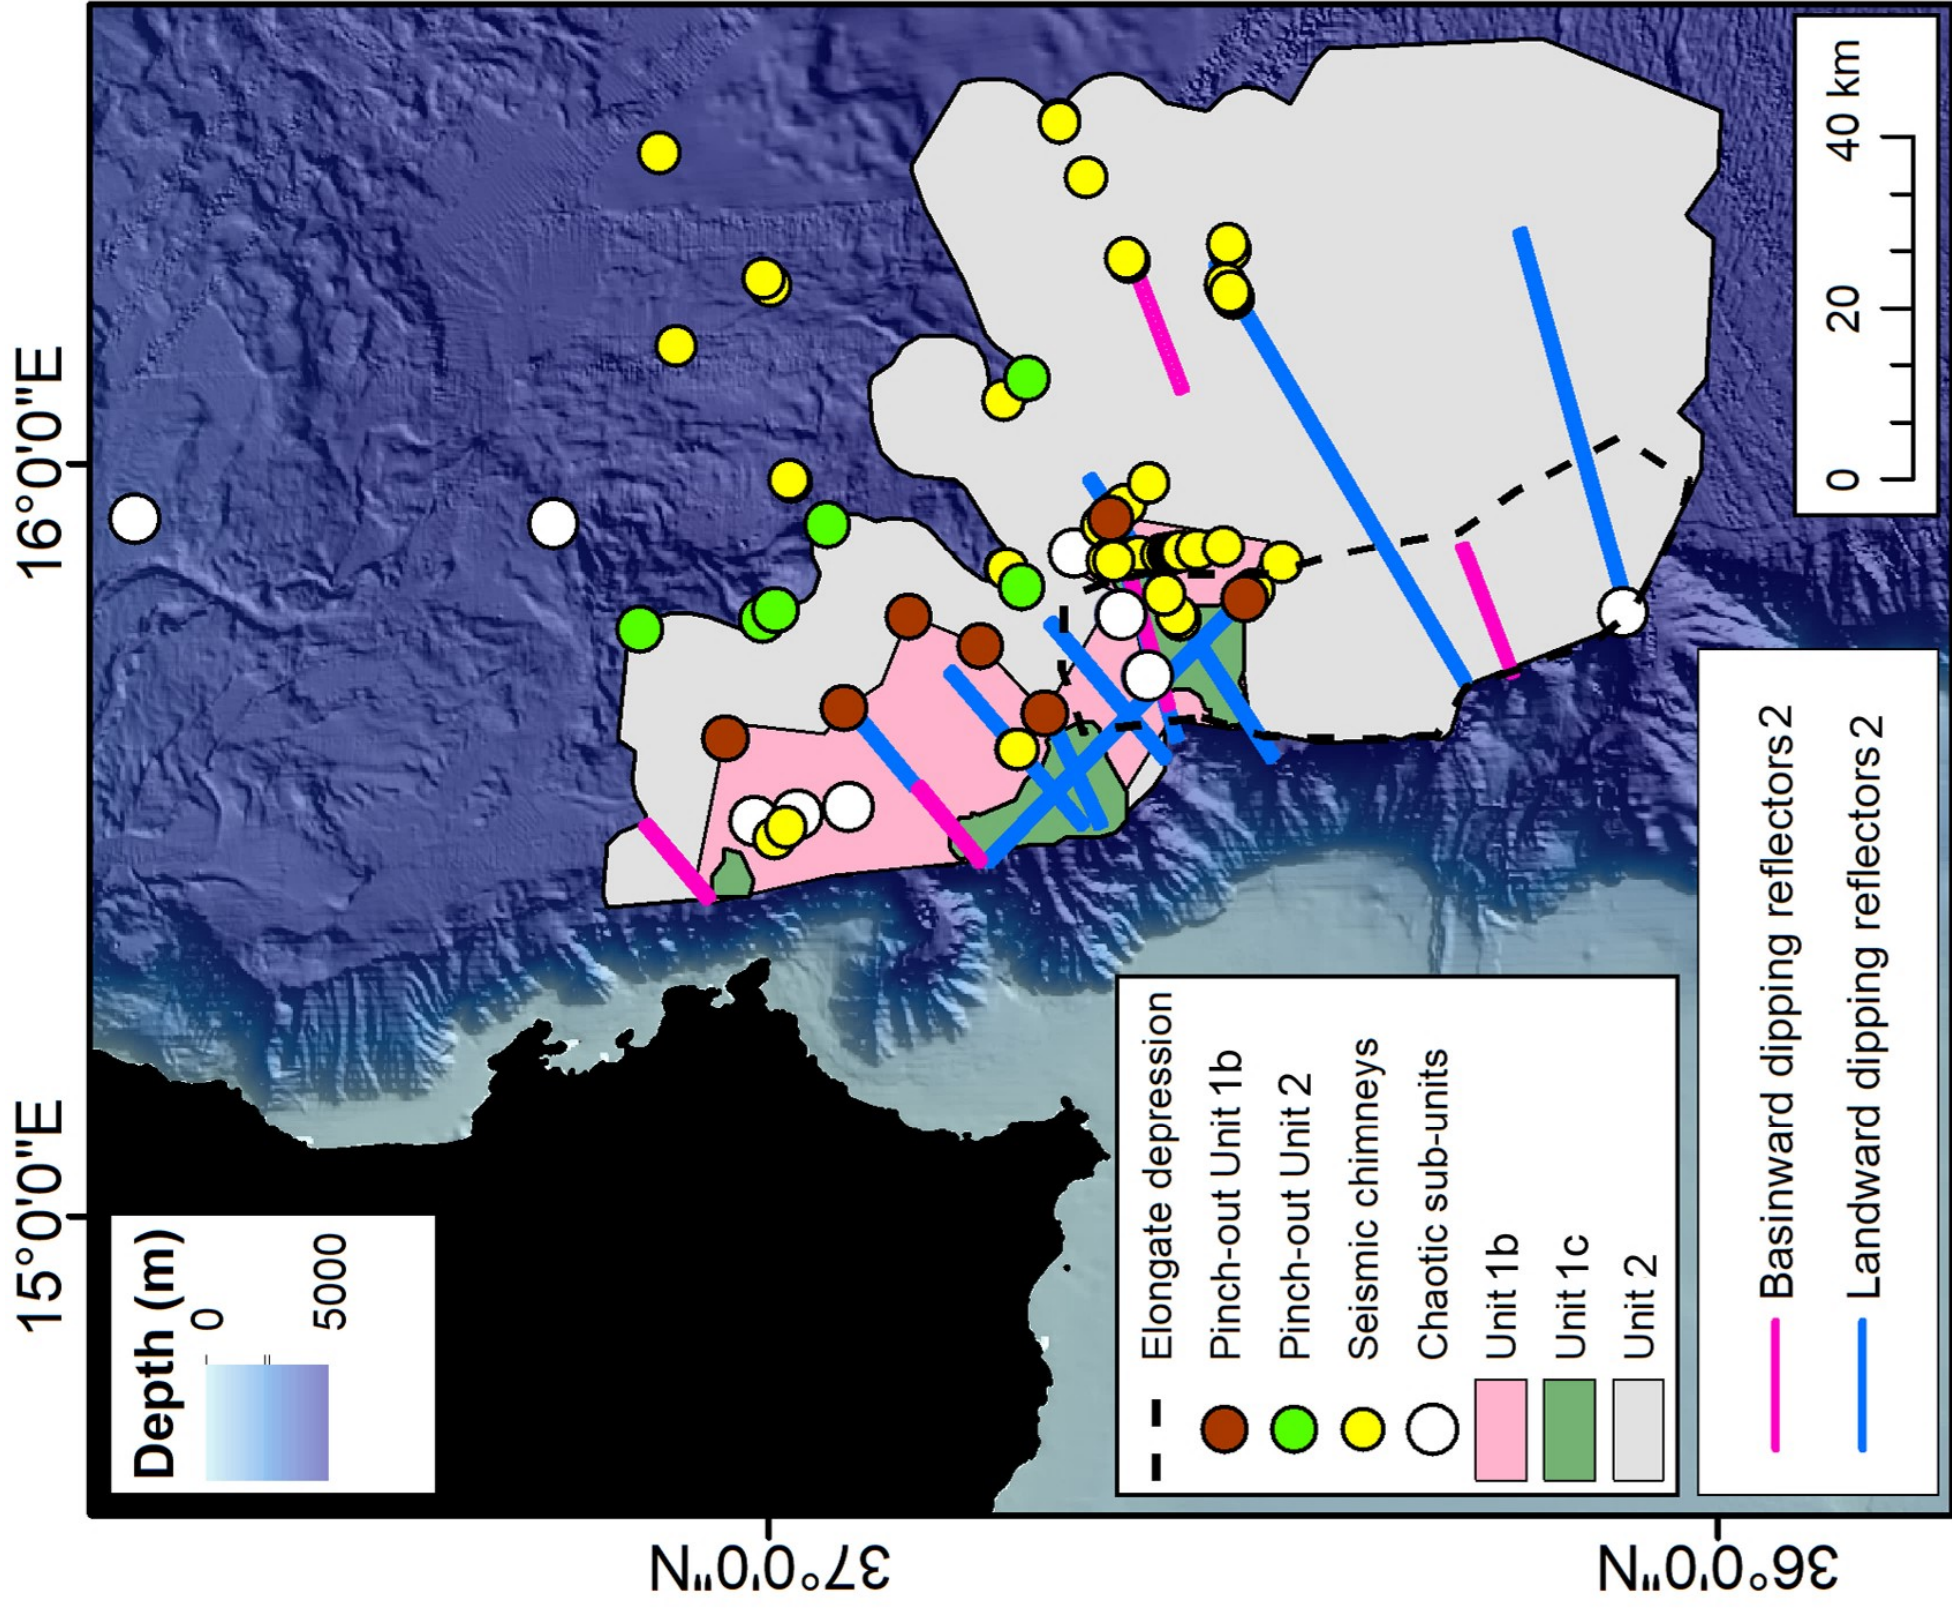 Depth (m)
0
5000
15°0'0"E
16°0'0"E
37°0'0"N
36°0'0"N
Elongate depression
Pinch-out Unit 1b
Pinch-out Unit 2
Seismic chimneys
Chaotic sub-units
Unit 1b
Unit 1c
Unit 2
Basinward dipping reflectors2
Landward dipping reflectors 2
0 20 40 km